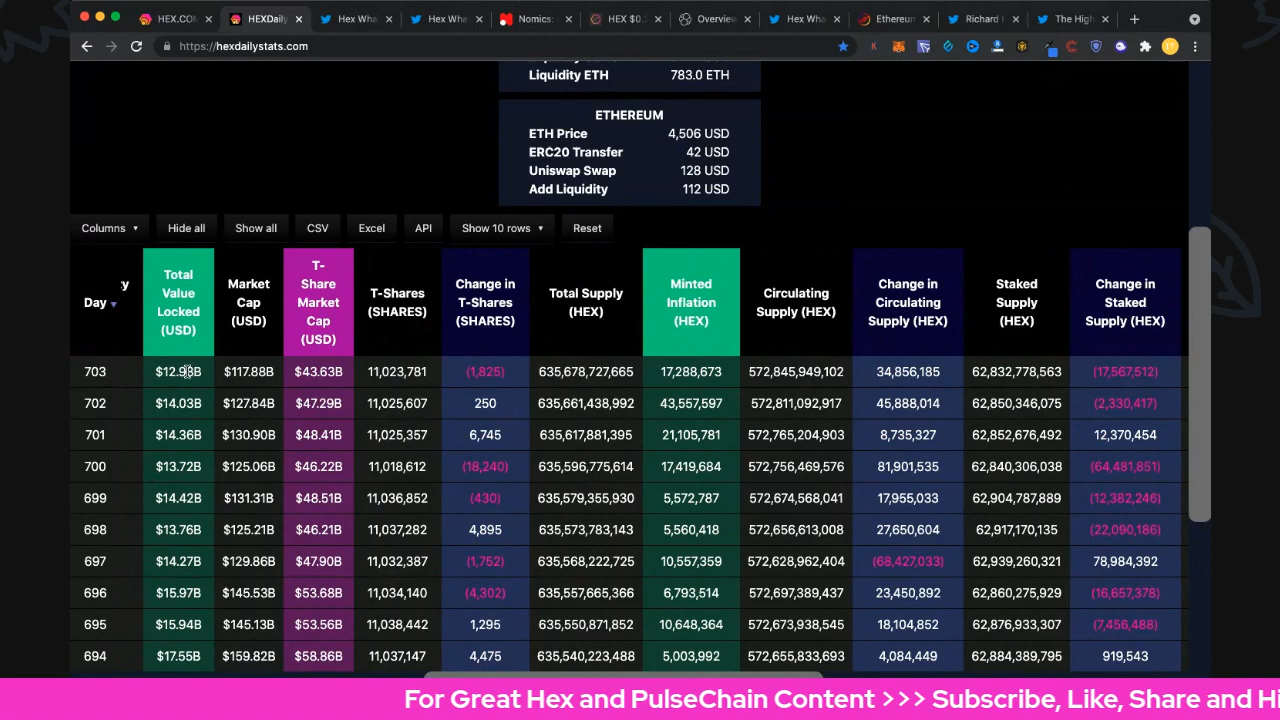 HEX.COM
HEXDaily
Hex Wha
Hex Wha
Nomics:
HEX $0.2
Overview
Hex Wha
Ethereum
Richard
The High
https://hexdailystats.com
Liquidity ETH 783.0 ETH
ETHEREUM
ETH Price 4,506 USD
ERC20 Transfer 42 USD
Uniswap Swap 128 USD
Add Liquidity 112 USD
Columns Hide all Show all CSV Excel API Show 10 rows Reset
Day
Total Value Locked (USD)
Market Cap (USD)
T-Share Market Cap (USD)
T-Shares (SHARES)
Change in T-Shares (SHARES)
Total Supply (HEX)
Minted Inflation (HEX)
Circulating Supply (HEX)
Change in Circulating Supply (HEX)
Staked Supply (HEX)
Change in Staked Supply (HEX)
703 $117.88B $43.63B 11,023,781 (1,825) 635,678,727,665 17,288,673 572,845,949,102 34,856,185 62,832,778,563 (17,567,512)
702 $14.03B $127.84B $47.29B 11,025,607 250 635,661,438,992 43,557,597 572,811,092,917 45,888,014 62,850,346,075 (2,330,417)
701 $14.36B $130.90B $48.41B 11,025,357 6,745 635,617,881,395 21,105,781 572,765,204,903 8,735,327 62,852,676,492 12,370,454
700 $13.72B $125.06B $46.22B 11,018,612 (18,240) 635,596,775,614 17,419,684 572,756,469,576 81,901,535 62,840,306,038 (64,481,851)
699 $14.42B $131.31B $48.51B 11,036,852 (430) 635,579,355,930 5,572,787 572,674,568,041 17,955,033 62,904,787,889 (12,382,246)
698 $13.76B $125.21B $46.21B 11,037,282 4,895 635,573,783,143 5,560,418 572,656,613,008 27,650,604 62,917,170,135 (22,090,186)
697 $14.27B $129.86B $47.90B 11,032,387 (1,752) 635,568,222,725 10,557,359 572,628,962,404 (68,427,033) 62,939,260,321 78,984,392
696 $15.97B $145.53B $53.68B 11,034,140 (4,302) 635,557,665,366 6,793,514 572,697,389,437 23,450,892 62,860,275,929 (16,657,378)
695 $15.94B $145.13B $53.56B 11,038,442 1,295 635,550,871,852 10,648,364 572,673,938,545 18,104,852 62,876,933,307 (7,456,488)
694 $17.55B $159.82B $58.86B 11,037,147 4,475 635,540,223,488 5,003,992 572,655,833,693 4,084,449 62,884,389,795 919,543
For Great Hex and PulseChain Content >>> Subscribe, Like, Share and Hi